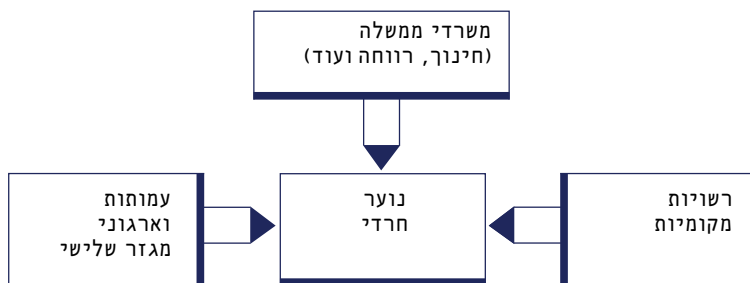 משרדי ממשלה
(חינוך, רווחה ועוד)
רשויות
מקומיות
נוער
חרדי
עמותות
וארגוני
מגזר שלישי